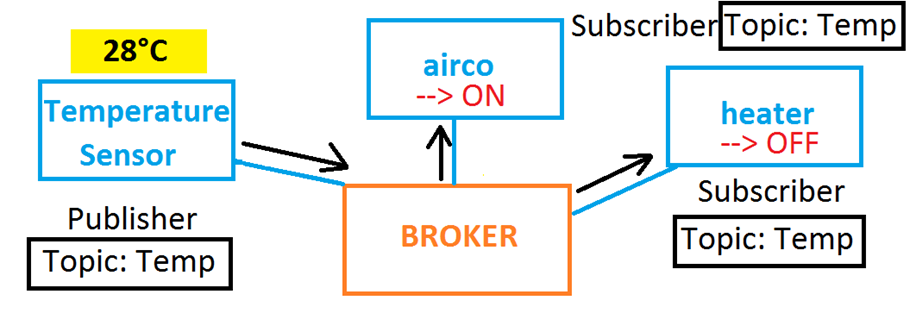 28°C
Temperature
Sensor
Publisher
Topic: Temp
airco
--> ON
Subscriber
Topic: Temp
heater
--> OFF
Subscriber
Topic: Temp
BROKER